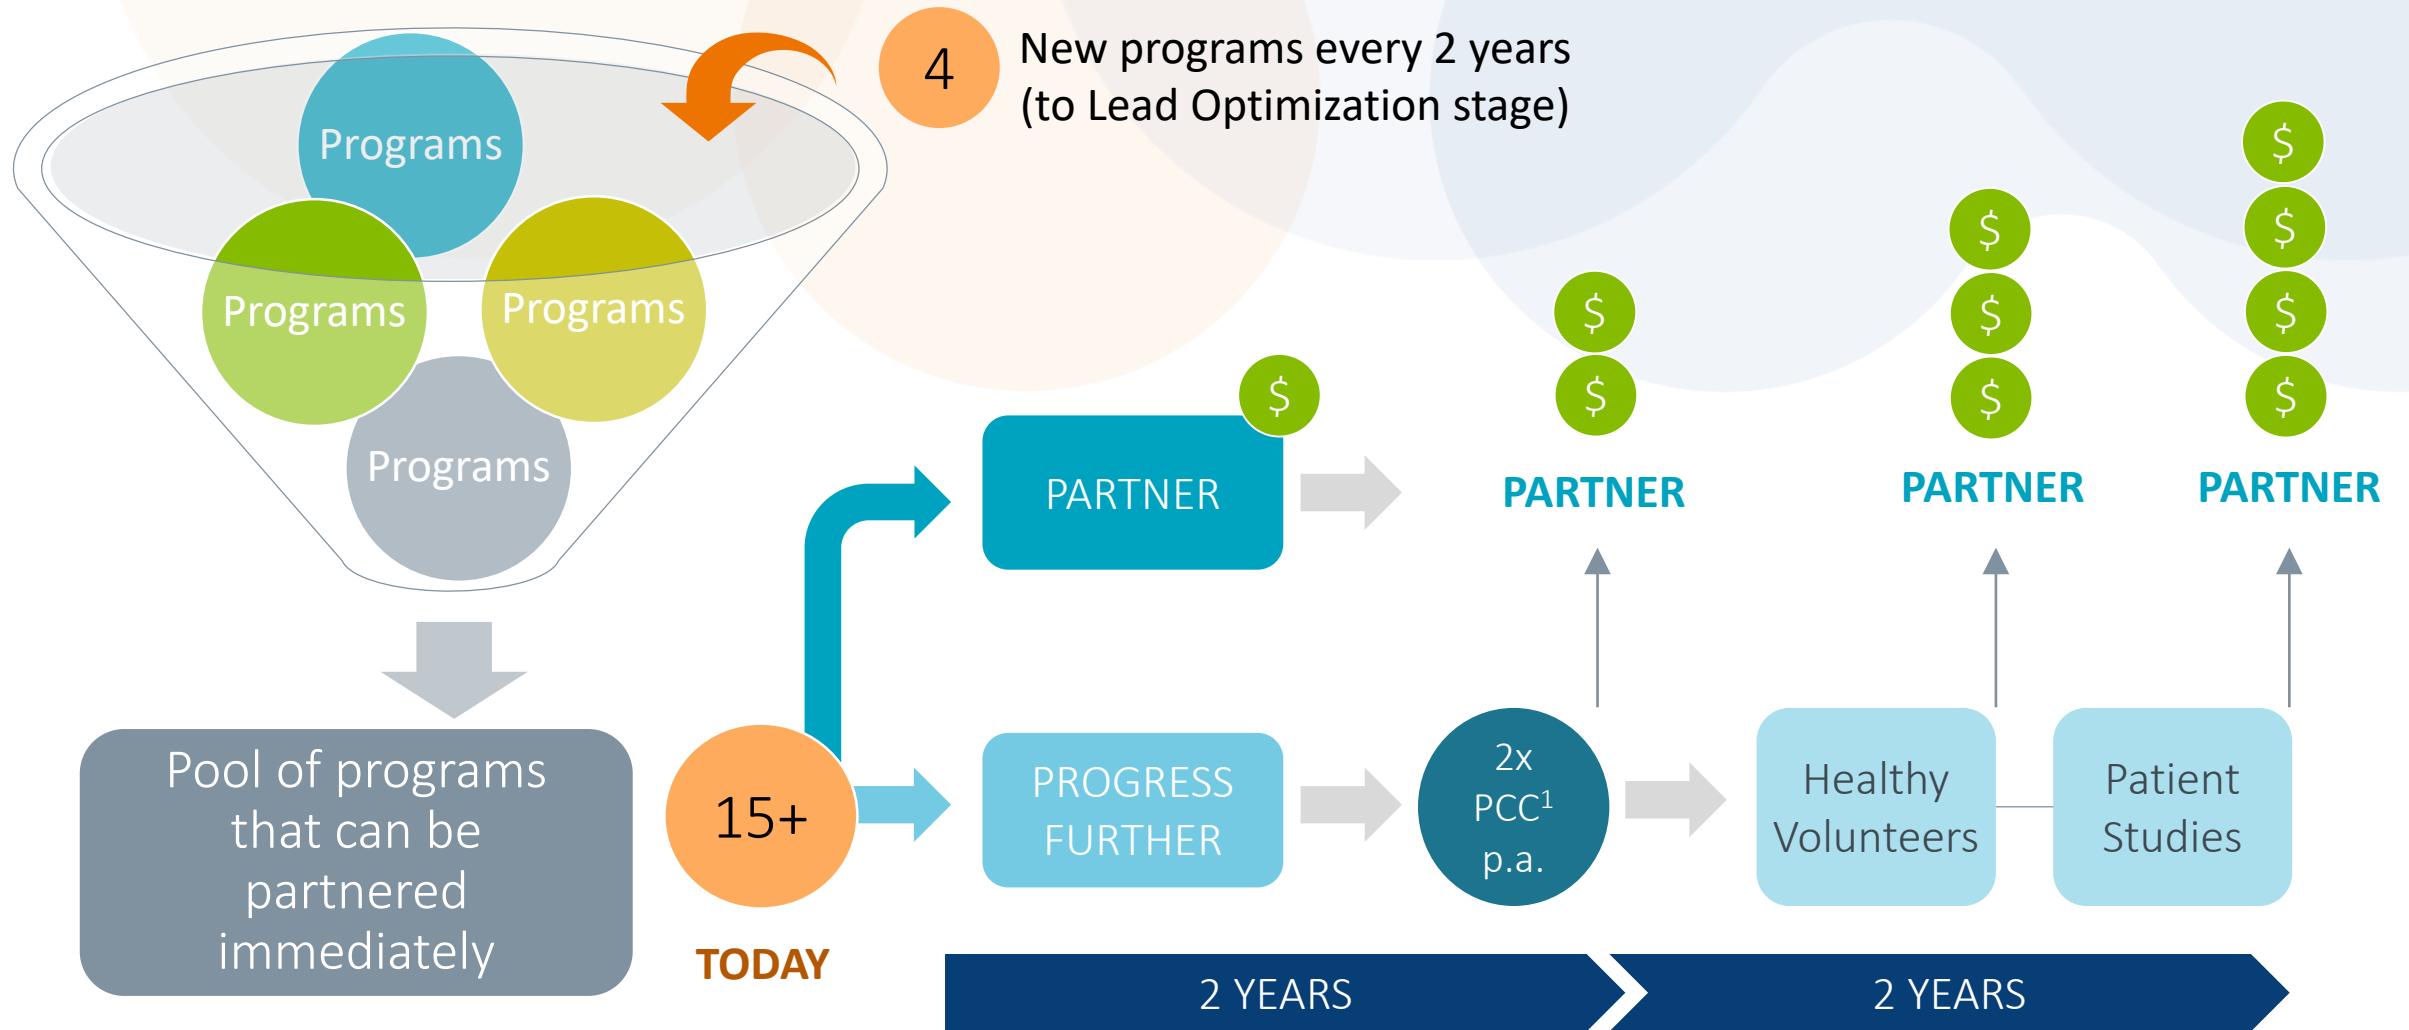 4
New programs every 2 years
(to Lead Optimization stage)
Programs
Programs
Programs
Programs
$
$
$
$
$
$
$
$
$
$
PARTNER
PARTNER
PARTNER
PARTNER
Pool of programs
that can be
partnered
immediately
15+
TODAY
PROGRESS
FURTHER
2x
PCC¹
p.a.
Healthy
Volunteers
Patient
Studies
2 YEARS
2 YEARS